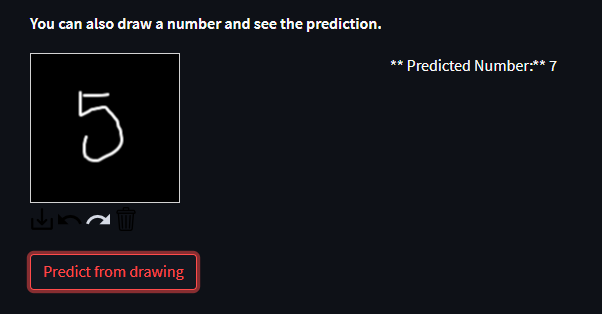 You can also draw a number and see the prediction.
** Predicted Number:** 7
5
Predict from drawing